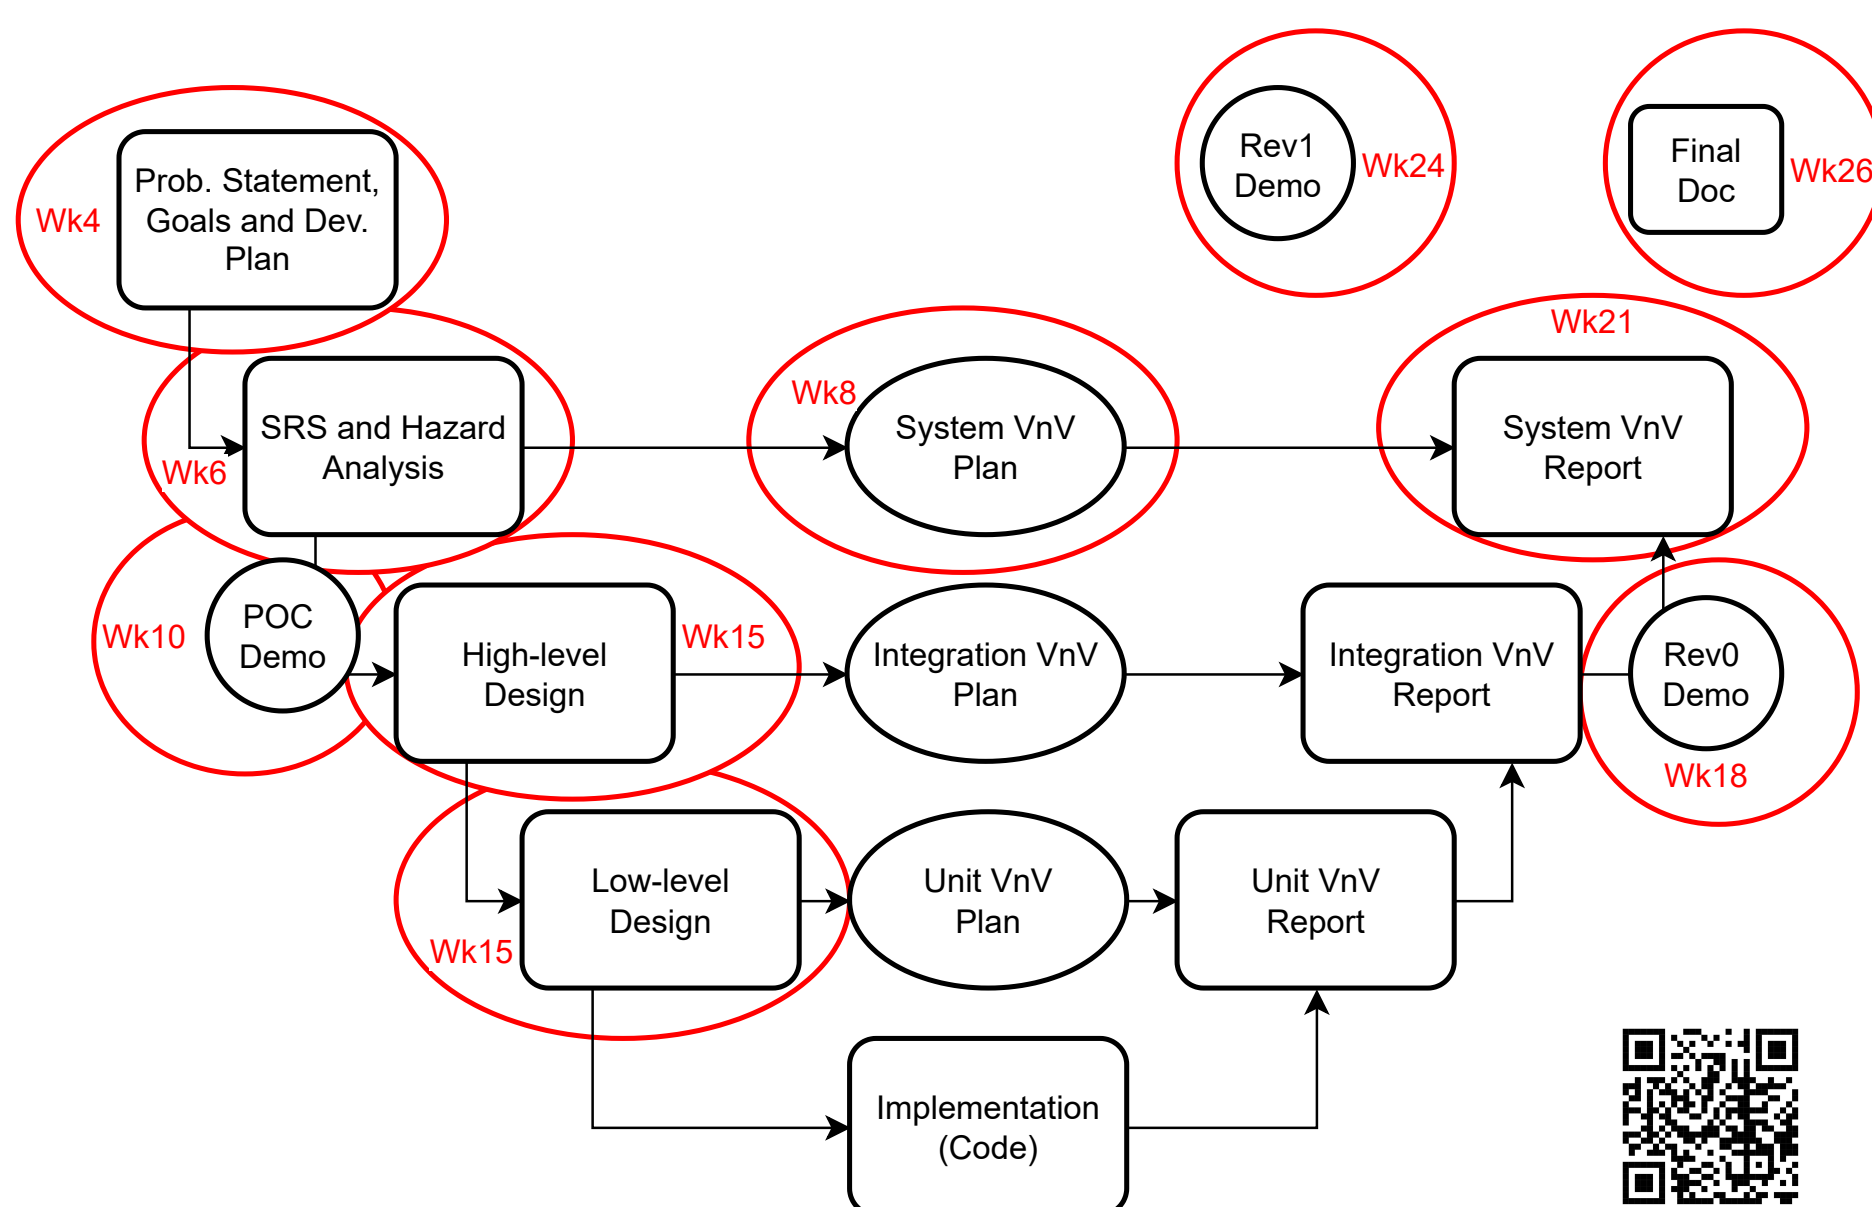 Prob. Statement,
Goals and Dev.
Plan
Wk4
Rev1
Demo
Wk24
Final
Doc
Wk26
SRS and Hazard
Analysis
Wk6
Wk8
System VnV
Plan
Wk21
System VnV
Report
POC
Demo
Wk10
High-level
Design
Wk15
Integration VnV
Plan
Integration VnV
Report
Rev0
Demo
Wk18
Low-level
Design
Wk15
Unit VnV
Plan
Unit VnV
Report
Implementation
(Code)